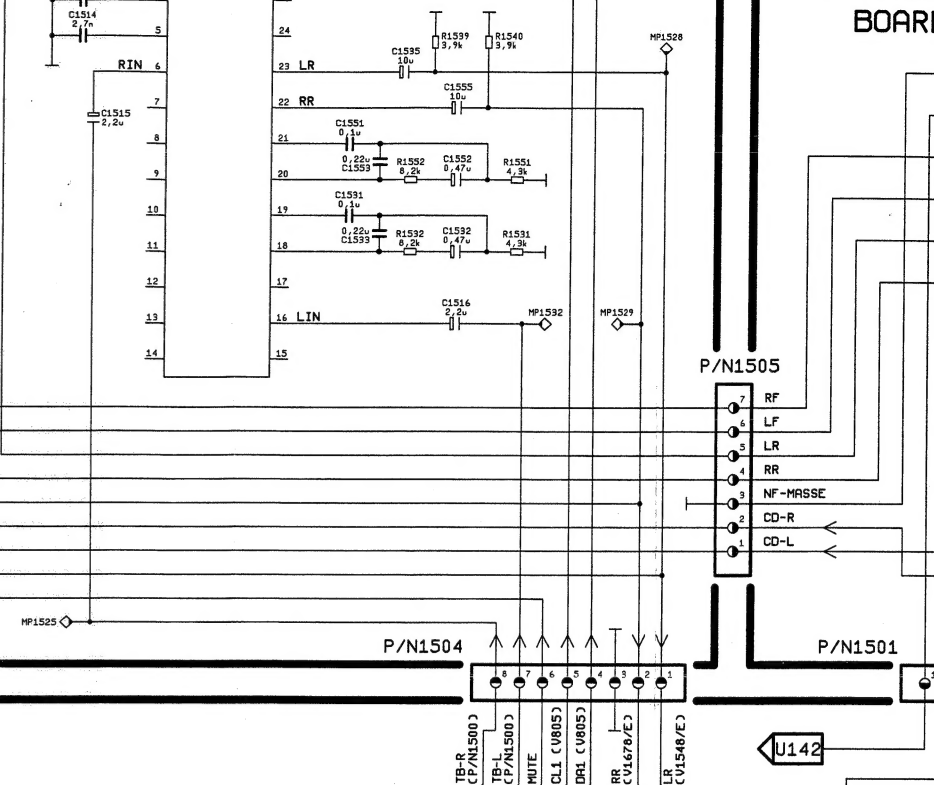 BOAR
C1514
2,7n
5
RIN 6
7
C1515
2,2u
8
9
10
11
12
13
14
24
23 LR
22 RR
21
20
19
18
17
16 LIN
15
C1535
10u
R1539
3,9k
R1540
3,9k
MP1528
C1555
10u
C1551
0,1u
0,22u
C1553
R1552
8,2k
C1552
0,47u
R1551
4,3k
C1531
0,1u
0,22u
C1533
R1532
8,2k
C1532
0,47u
R1531
4,3k
C1516
2,2u
MP1532
MP1529
P/N1505
7 RF
6 LF
5 LR
4 RR
3 NF-MASSE
2 CD-R
1 CD-L
MP1525
P/N1504
P/N1501
8 7 6 5 4 3 2 1
1
TB-R
(P/N1500)
TB-L
(P/N1500)
MUTE
CL1 (V805)
DA1 (V805)
RR
(V1678/E)
LR
(V1548/E)
U142